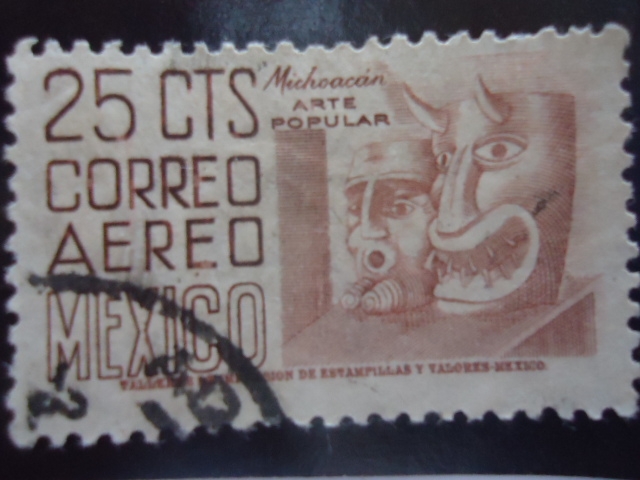 25 CTS
CORREO
AEREO
MEXICO
Michoacán
ARTE
POPULAR
DE ESTAMPILLAS Y VALORES-MEXICO.